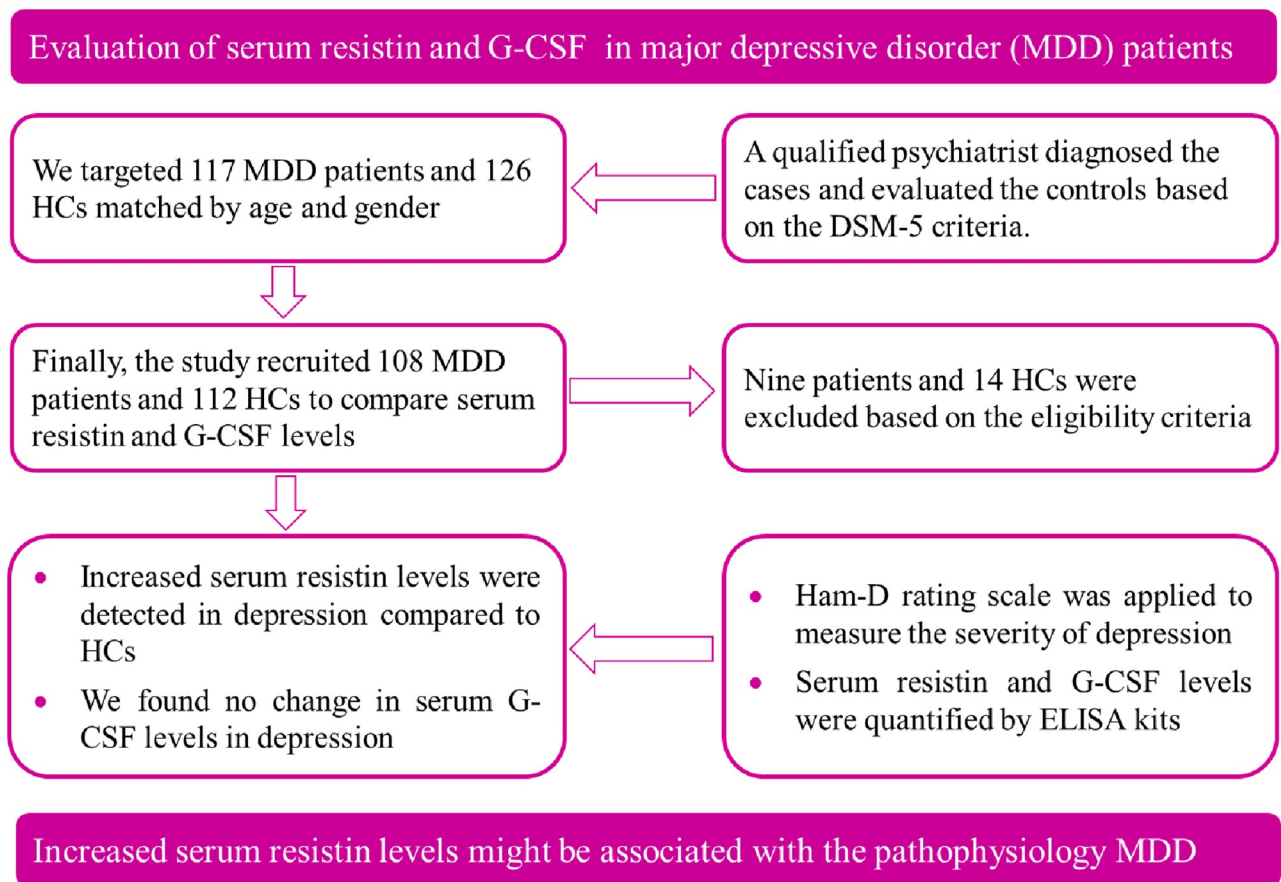 Evaluation of serum resistin and G-CSF in major depressive disorder (MDD) patients
We targeted 117 MDD patients and 126
HCs matched by age and gender
A qualified psychiatrist diagnosed the
cases and evaluated the controls based
on the DSM-5 criteria.
Finally, the study recruited 108 MDD
patients and 112 HCs to compare serum
resistin and G-CSF levels
Nine patients and 14 HCs were
excluded based on the eligibility criteria
• Increased serum resistin levels were
detected in depression compared to
HCs
• We found no change in serum G-
CSF levels in depression
• Ham-D rating scale was applied to
measure the severity of depression
• Serum resistin and G-CSF levels
were quantified by ELISA kits
Increased serum resistin levels might be associated with the pathophysiology MDD